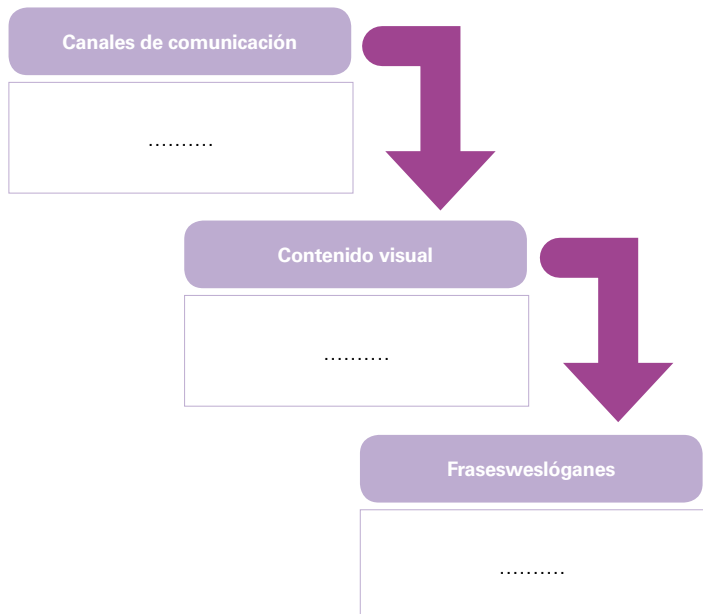 Canales de comunicación
..........
Contenido visual
..........
Frasesweslóganes
..........